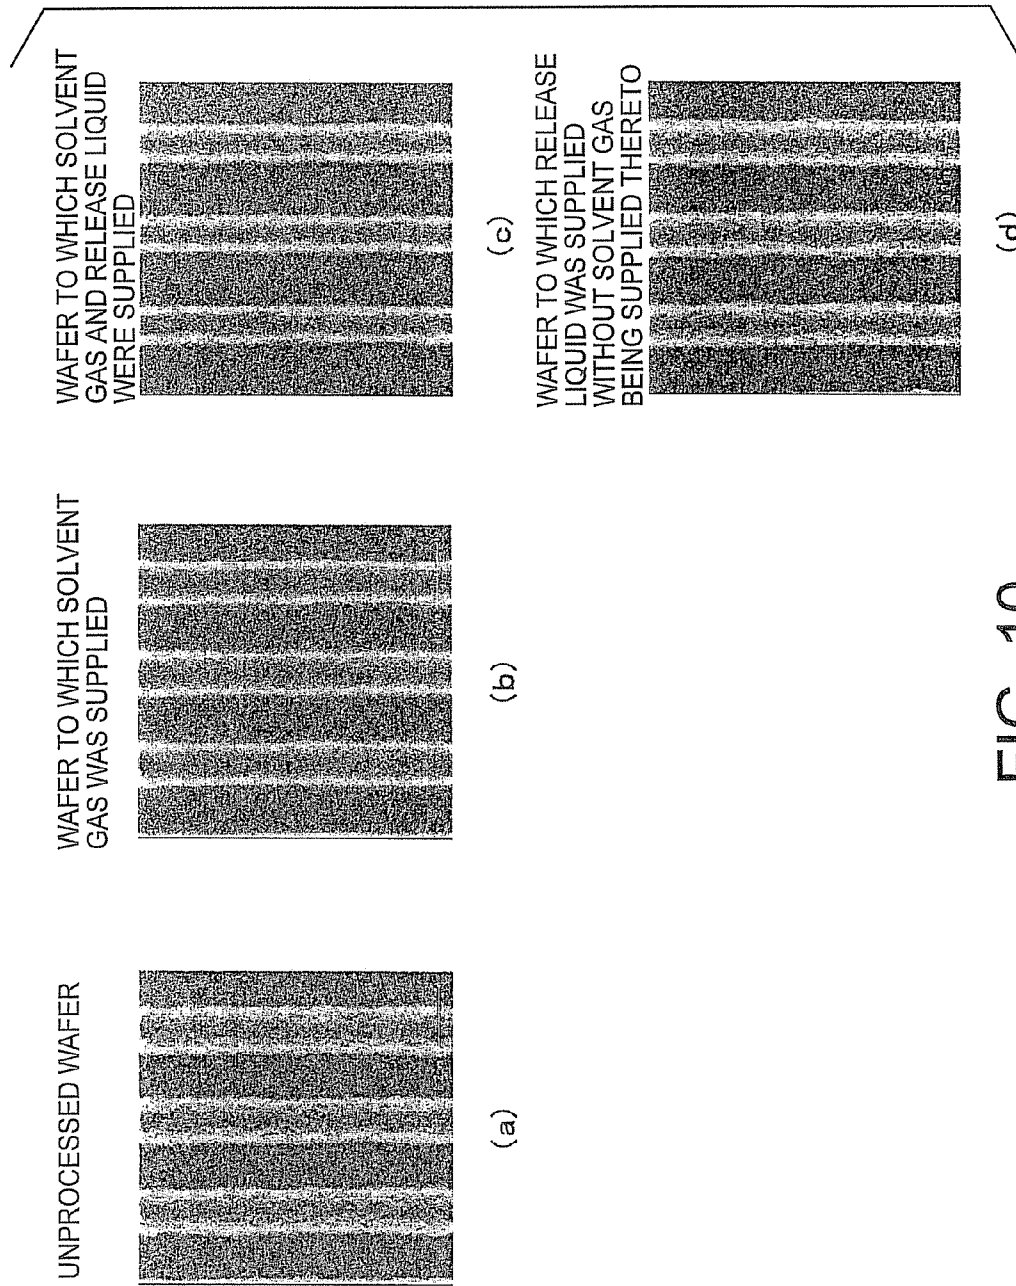 UNPROCESSED WAFER
(a)
WAFER TO WHICH SOLVENT
GAS WAS SUPPLIED
(b)
WAFER TO WHICH SOLVENT
GAS AND RELEASE LIQUID
WERE SUPPLIED
(c)
WAFER TO WHICH RELEASE
LIQUID WAS SUPPLIED
WITHOUT SOLVENT GAS
BEING SUPPLIED THERETO
(d)
FIG. 10